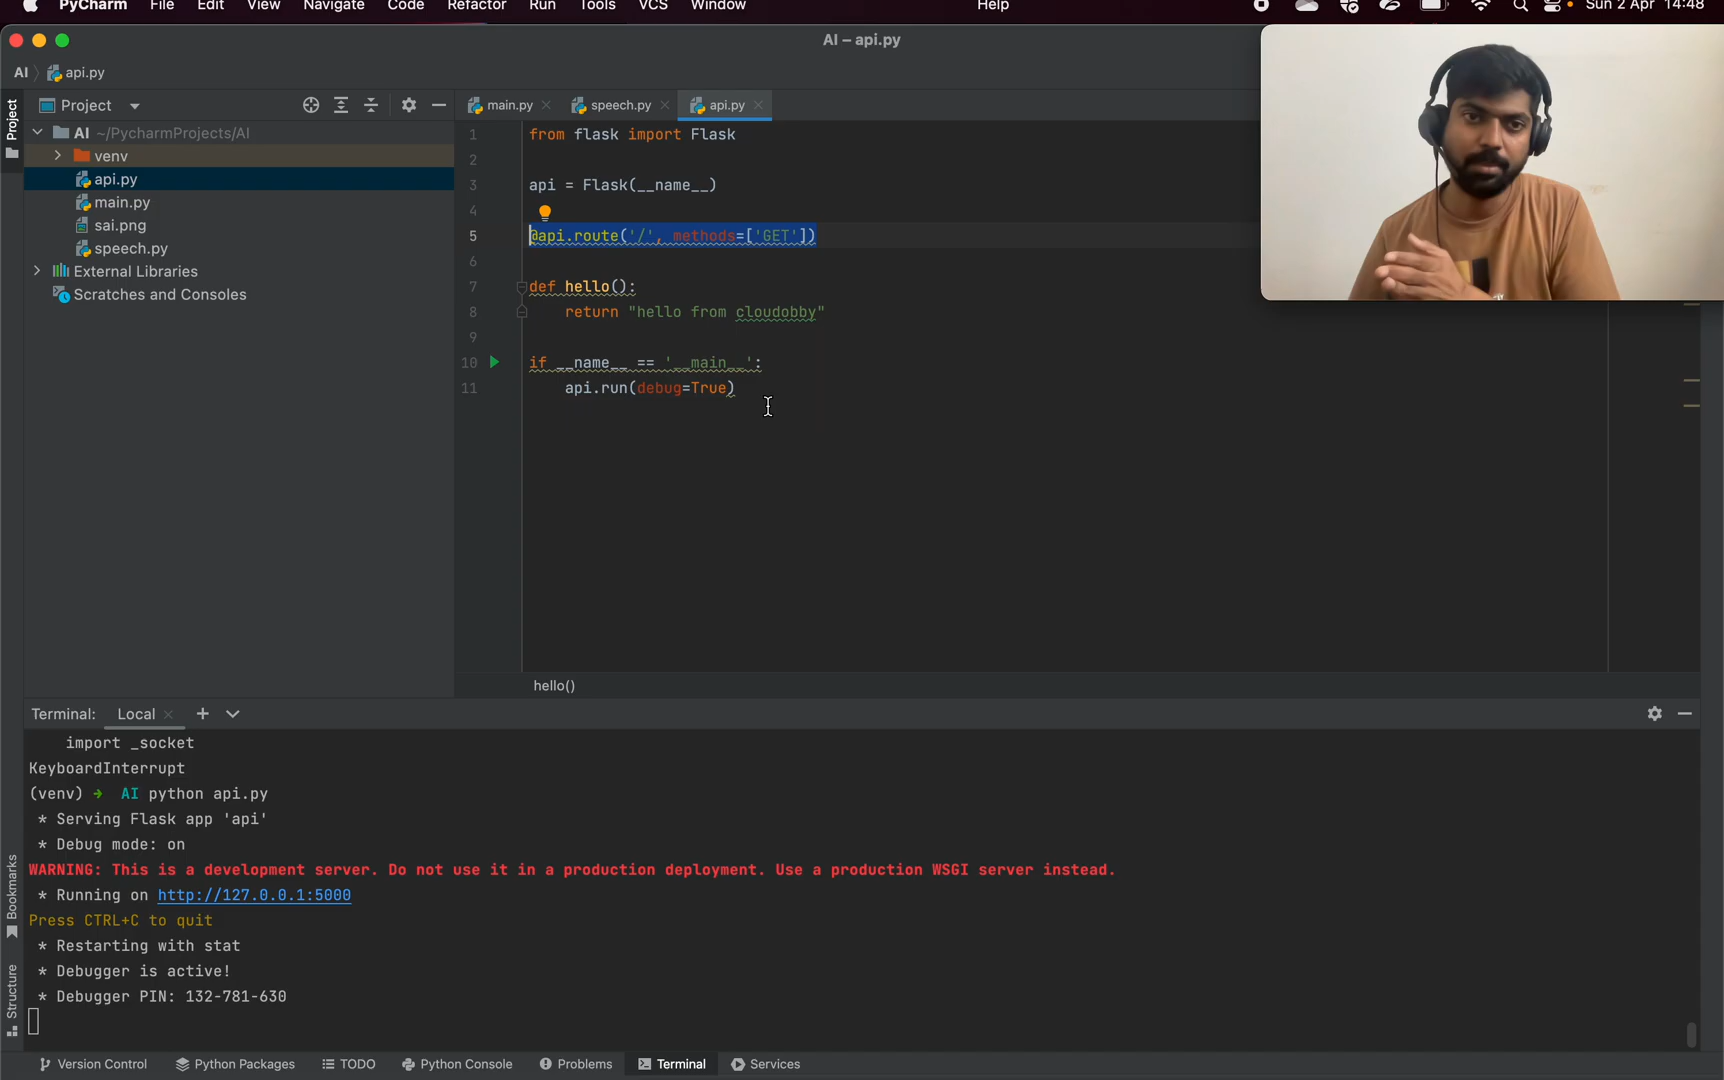 PyCharm File Edit View Navigate Code Refactor Run Tools VCS Window Help Sun 2 Apr 14:48
AI – api.py
AI api.py
Project
Project
main.py speech.py api.py
AI ~/PycharmProjects/AI
venv
api.py
main.py
sai.png
speech.py
External Libraries
Scratches and Consoles
1 from flask import Flask
2
3 api = Flask(__name__)
4
5 @api.route('/', methods=['GET'])
6
7 def hello():
8 return "hello from cloudobby"
9
10 if __name__ == '__main__':
11 api.run(debug=True)
hello()
Terminal: Local
import _socket
KeyboardInterrupt
(venv) → AI python api.py
* Serving Flask app 'api'
* Debug mode: on
WARNING: This is a development server. Do not use it in a production deployment. Use a production WSGI server instead.
* Running on http://127.0.0.1:5000
Press CTRL+C to quit
* Restarting with stat
* Debugger is active!
* Debugger PIN: 132-781-630
Bookmarks
Structure
Version Control Python Packages TODO Python Console Problems Terminal Services